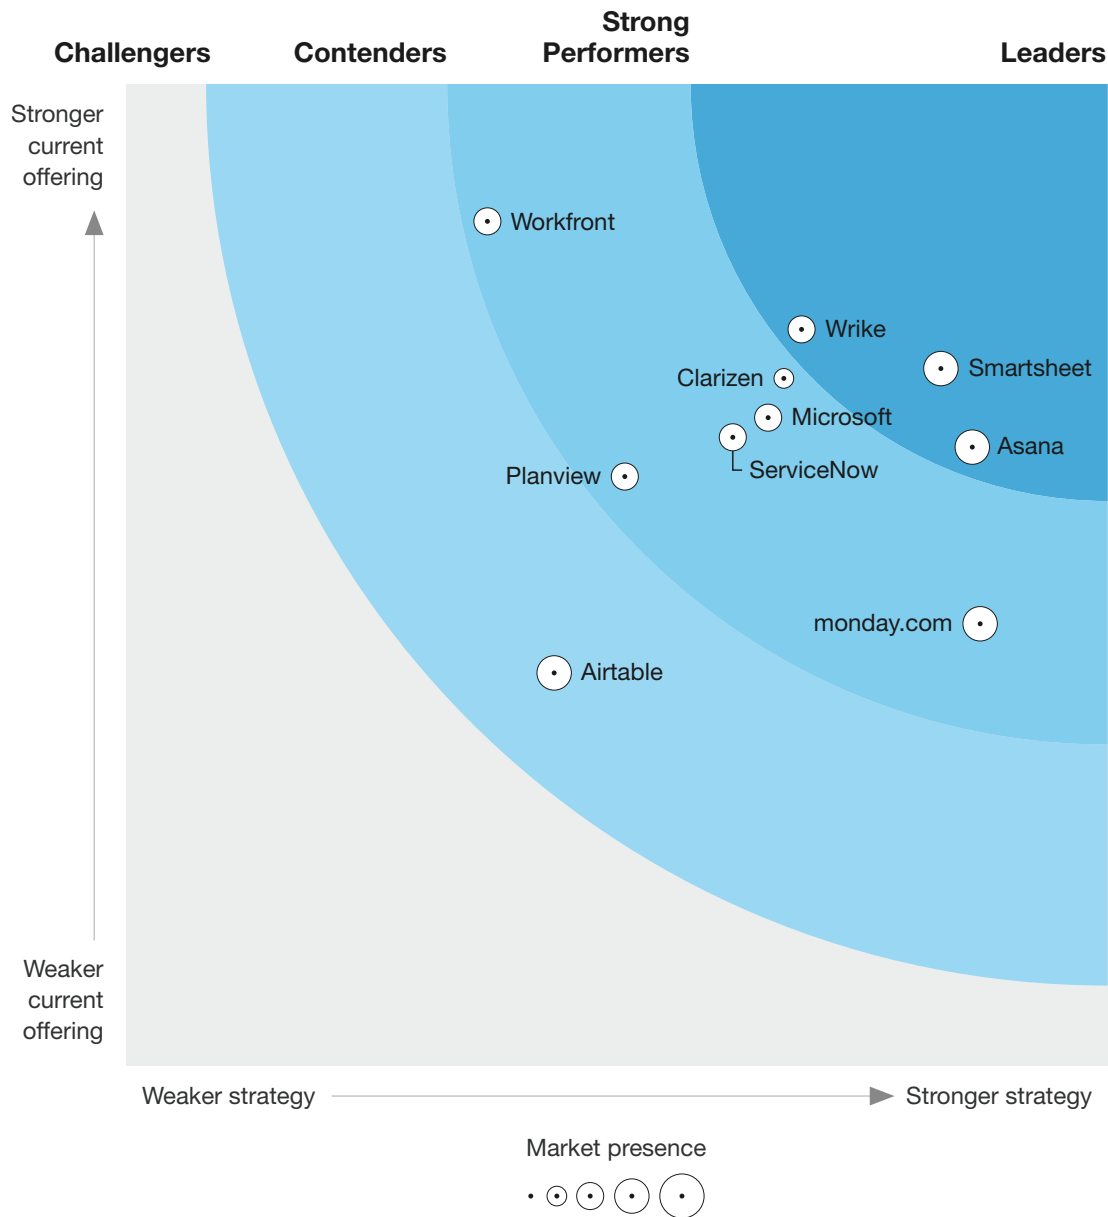 Strong
Challengers Contenders Performers Leaders
Stronger
current
offering
Workfront
Wrike
Smartsheet
Clarizen
Microsoft
Asana
ServiceNow
Planview
monday.com
Airtable
Weaker
current
offering
Weaker strategy Stronger strategy
Market presence